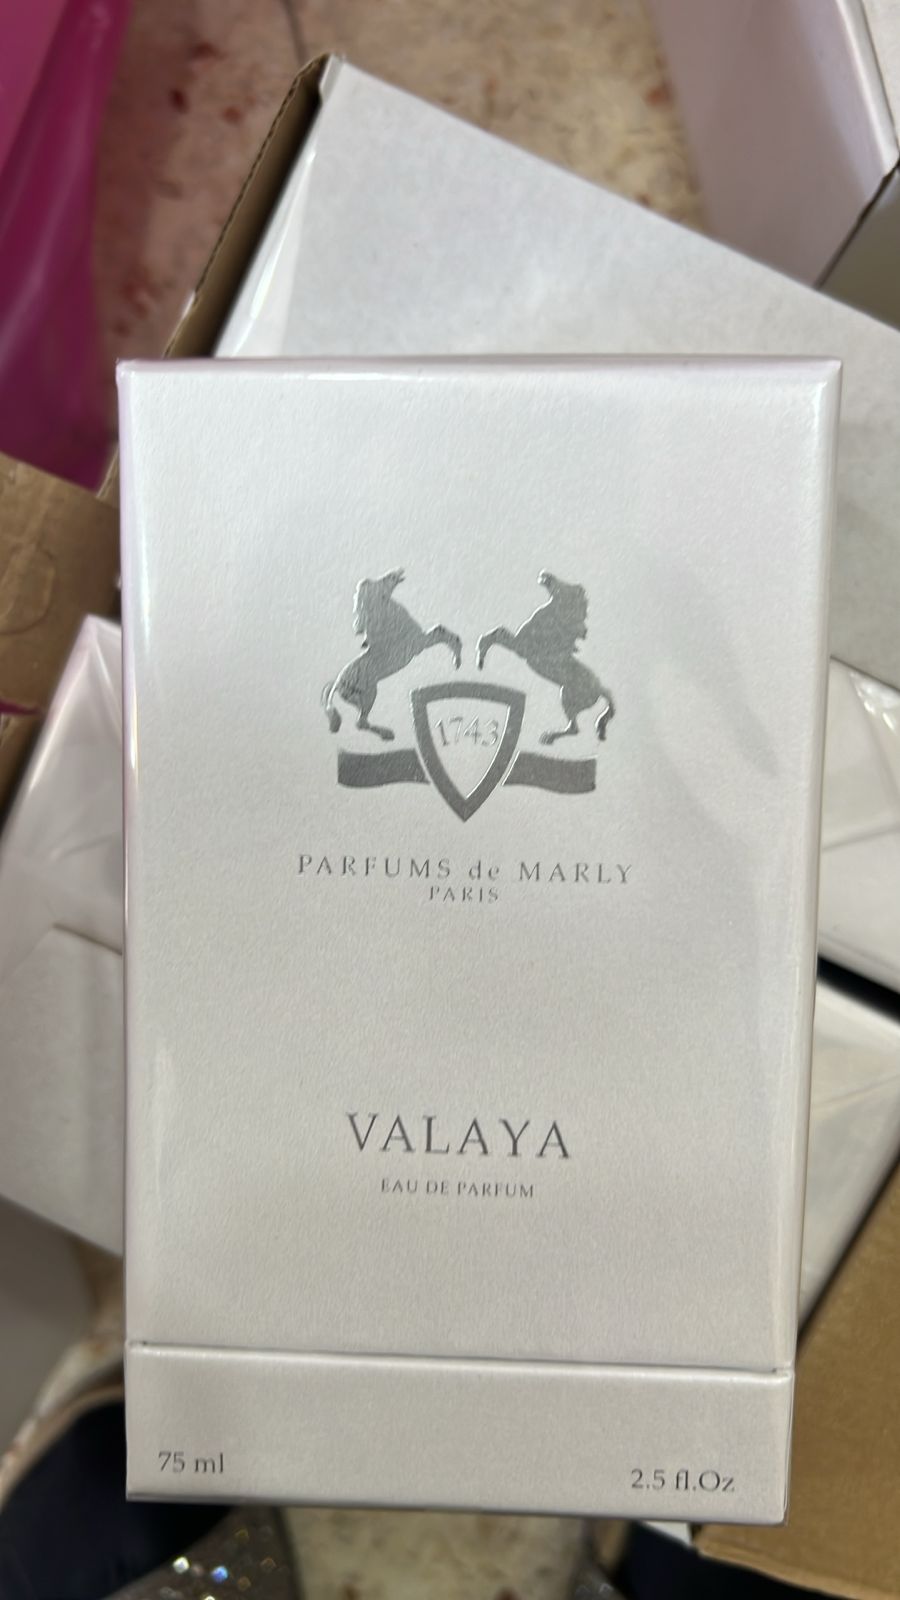 1743
PARFUMS de MARLY
PARIS
VALAYA
EAU DE PARFUM
75 ml
2.5 fl.Oz